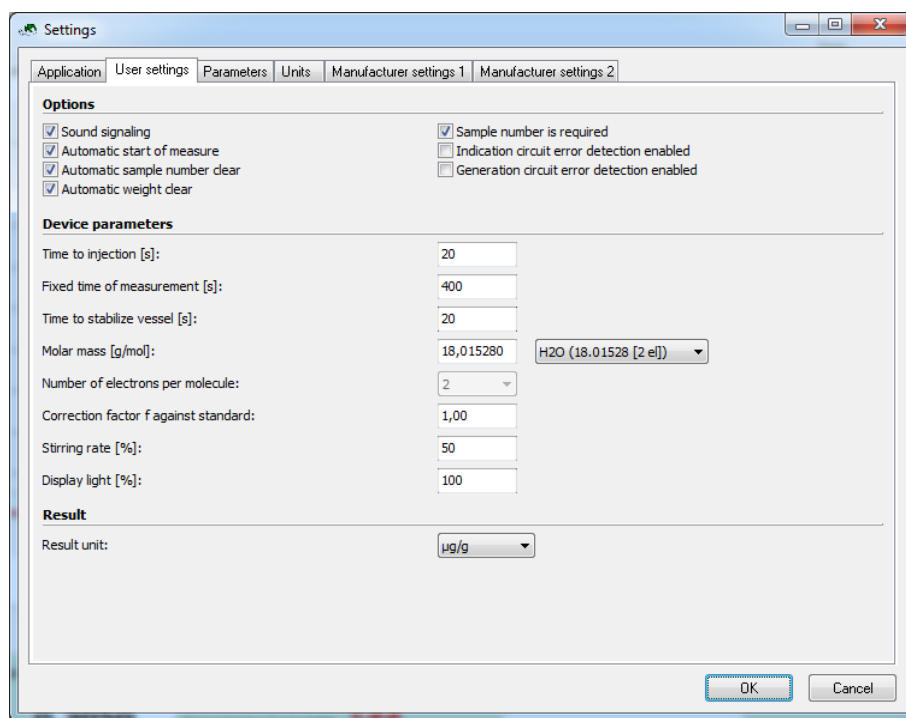 Settings
Application User settings Parameters Units Manufacturer settings 1 Manufacturer settings 2
Options
Sound signaling
Automatic start of measure
Automatic sample number clear
Automatic weight clear
Sample number is required
Indication circuit error detection enabled
Generation circuit error detection enabled
Device parameters
Time to injection [s]: 20
Fixed time of measurement [s]: 400
Time to stabilize vessel [s]: 20
Molar mass [g/mol]: 18,015280 H2O (18.01528 [2 el])
Number of electrons per molecule: 2
Correction factor f against standard: 1,00
Stirring rate [%]: 50
Display light [%]: 100
Result
Result unit: µg/g
OK Cancel